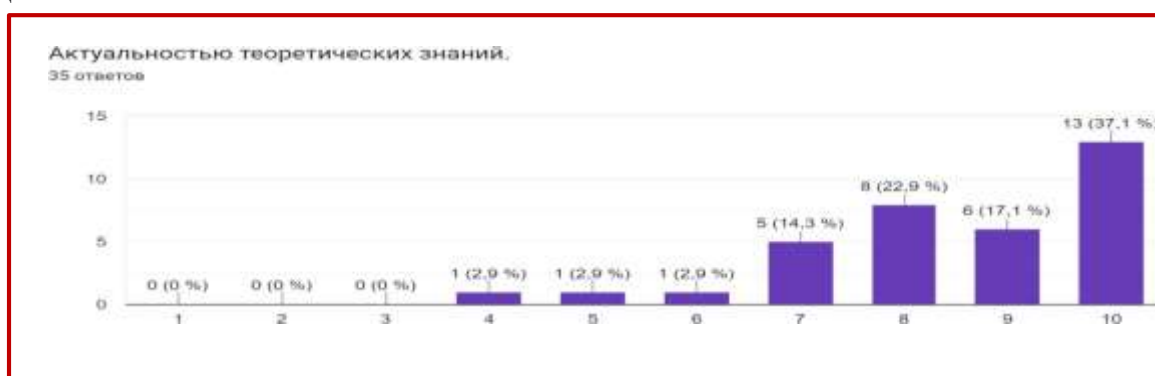 Актуальностью теоретических знаний.
35 ответов
15
13 (37,1 %)
10
8 (22,9 %)
6 (17,1 %)
5 (14,3 %)
5
1 (2,9 %) 1 (2,9 %) 1 (2,9 %)
0 (0 %) 0 (0 %) 0 (0 %)
0
1 2 3 4 5 6 7 8 9 10